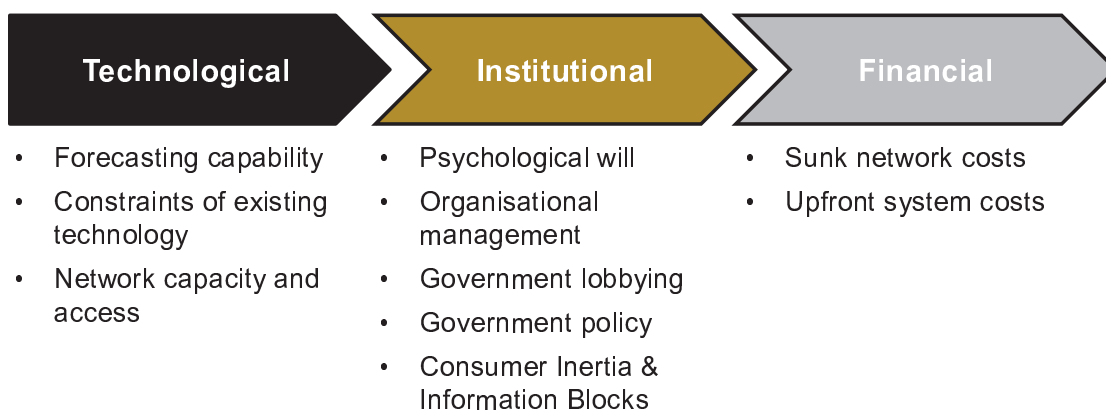 Technological
• Forecasting capability
• Constraints of existing
technology
• Network capacity and
access
Institutional
• Psychological will
• Organisational
management
• Government lobbying
• Government policy
• Consumer Inertia &
Information Blocks
Financial
• Sunk network costs
• Upfront system costs